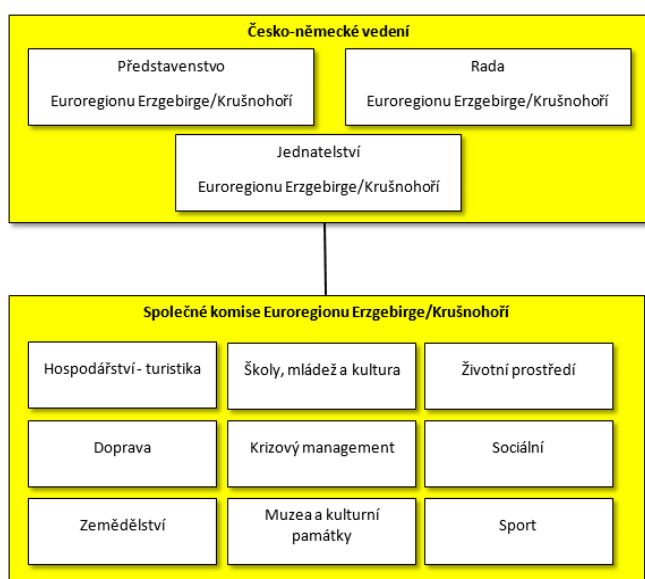 Česko-německé vedení
Představenstvo
Euroregionu Erzgebirge/Krušnohoří
Rada
Euroregionu Erzgebirge/Krušnohoří
Jednatelství
Euroregionu Erzgebirge/Krušnohoří
Společné komise Euroregionu Erzgebirge/Krušnohoří
Hospodářství - turistika
Školy, mládež a kultura
Životní prostředí
Doprava
Krizový management
Sociální
Zemědělství
Muzea a kulturní
památky
Sport